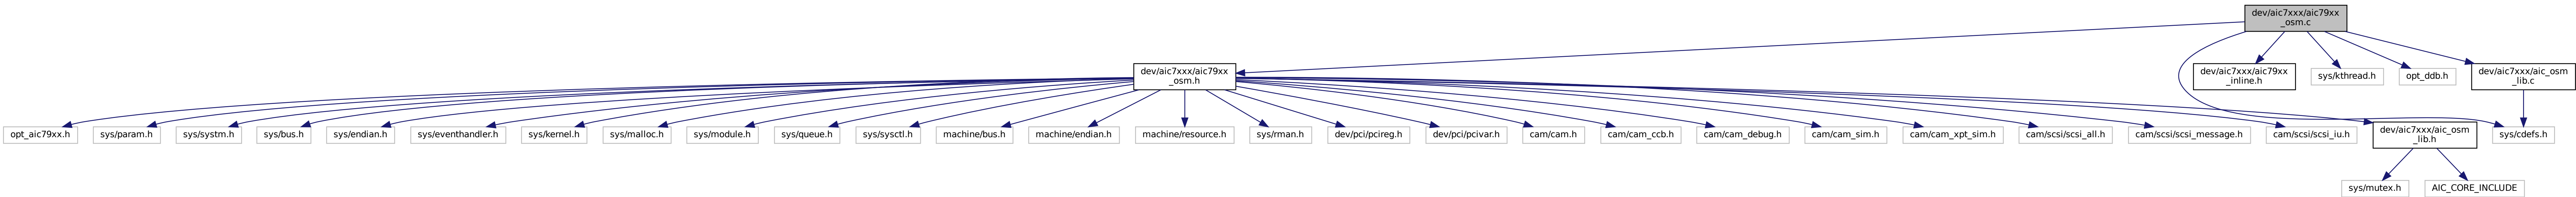 dev/aic7xxx/aic79xx
_osm.c
dev/aic7xxx/aic79xx
_osm.h
dev/aic7xxx/aic79xx
_inline.h
sys/kthread.h
opt_ddb.h
dev/aic7xxx/aic_osm
_lib.c
opt_aic79xx.h
sys/param.h
sys/systm.h
sys/bus.h
sys/endian.h
sys/eventhandler.h
sys/kernel.h
sys/malloc.h
sys/module.h
sys/queue.h
sys/sysctl.h
machine/bus.h
machine/endian.h
machine/resource.h
sys/rman.h
dev/pci/pcireg.h
dev/pci/pcivar.h
cam/cam.h
cam/cam_ccb.h
cam/cam_debug.h
cam/cam_sim.h
cam/cam_xpt_sim.h
cam/scsi/scsi_all.h
cam/scsi/scsi_message.h
cam/scsi/scsi_iu.h
dev/aic7xxx/aic_osm
_lib.h
sys/cdefs.h
sys/mutex.h
AIC_CORE_INCLUDE